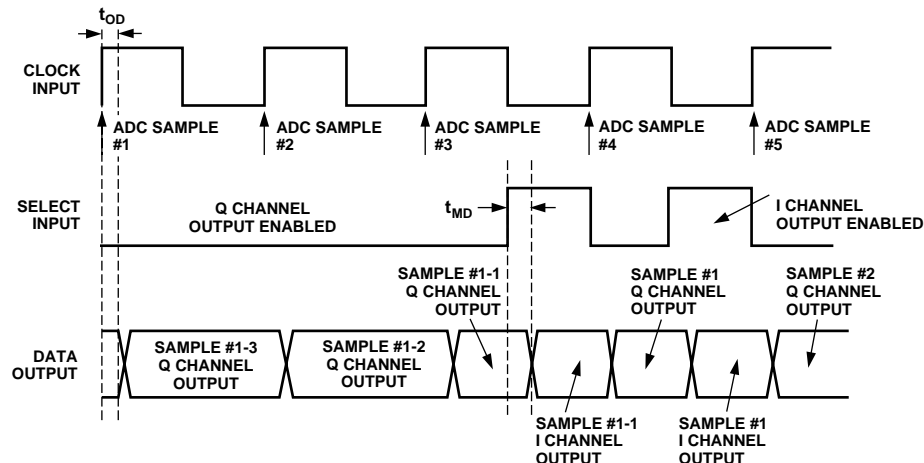 tOD
CLOCK
INPUT
ADC SAMPLE
#1
ADC SAMPLE
#2
ADC SAMPLE
#3
ADC SAMPLE
#4
ADC SAMPLE
#5
SELECT
INPUT
Q CHANNEL
OUTPUT ENABLED
tMD
I CHANNEL
OUTPUT ENABLED
SAMPLE #1-1
Q CHANNEL
OUTPUT
SAMPLE #1
Q CHANNEL
OUTPUT
SAMPLE #2
Q CHANNEL
OUTPUT
DATA
OUTPUT
SAMPLE #1-3
Q CHANNEL
OUTPUT
SAMPLE #1-2
Q CHANNEL
OUTPUT
SAMPLE #1-1
I CHANNEL
OUTPUT
SAMPLE #1
I CHANNEL
OUTPUT